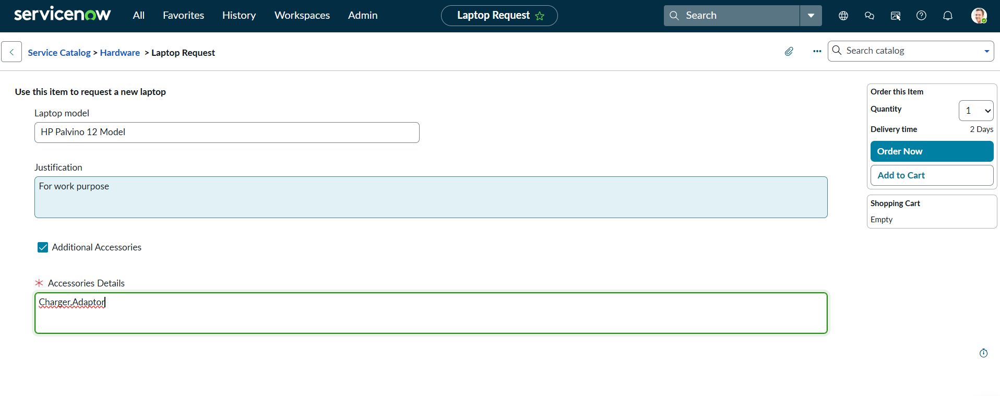 servicenow All Favorites History Workspaces Admin Laptop Request Search
Service Catalog > Hardware > Laptop Request Search catalog
Use this item to request a new laptop
Laptop model
HP Palvino 12 Model
Justification
For work purpose
Additional Accessories
* Accessories Details
Charger,Adaptor
Order this Item
Quantity 1
Delivery time 2 Days
Order Now
Add to Cart
Shopping Cart
Empty